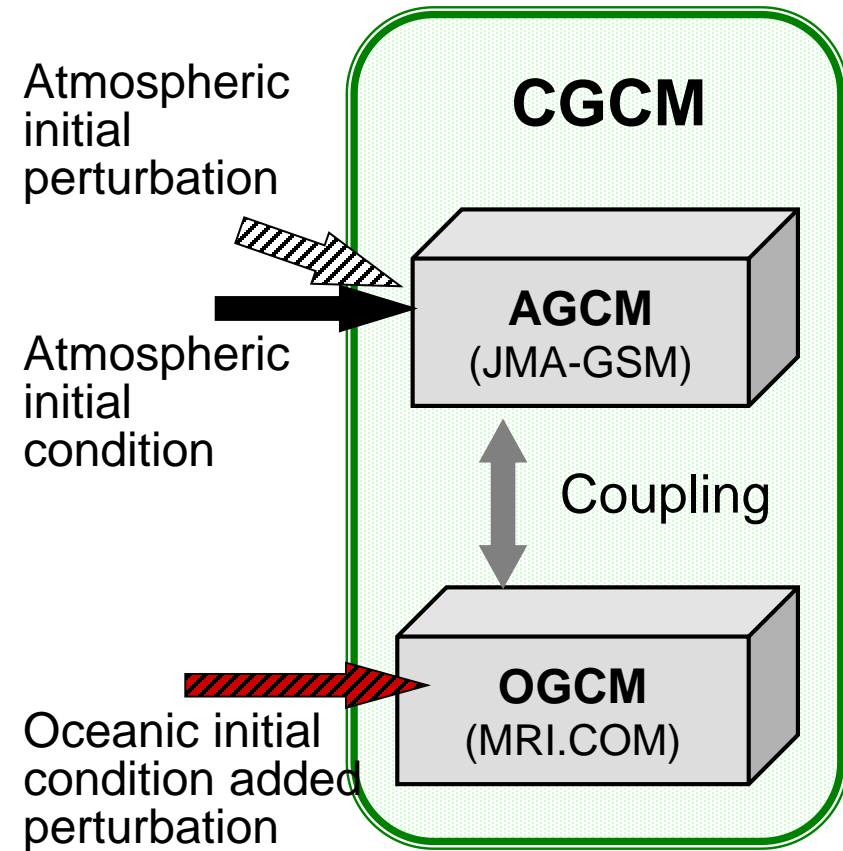 Atmospheric
initial
perturbation
CGCM
AGCM
(JMA-GSM)
Atmospheric
initial
condition
Coupling
OGCM
(MRI.COM)
Oceanic initial
condition added
perturbation